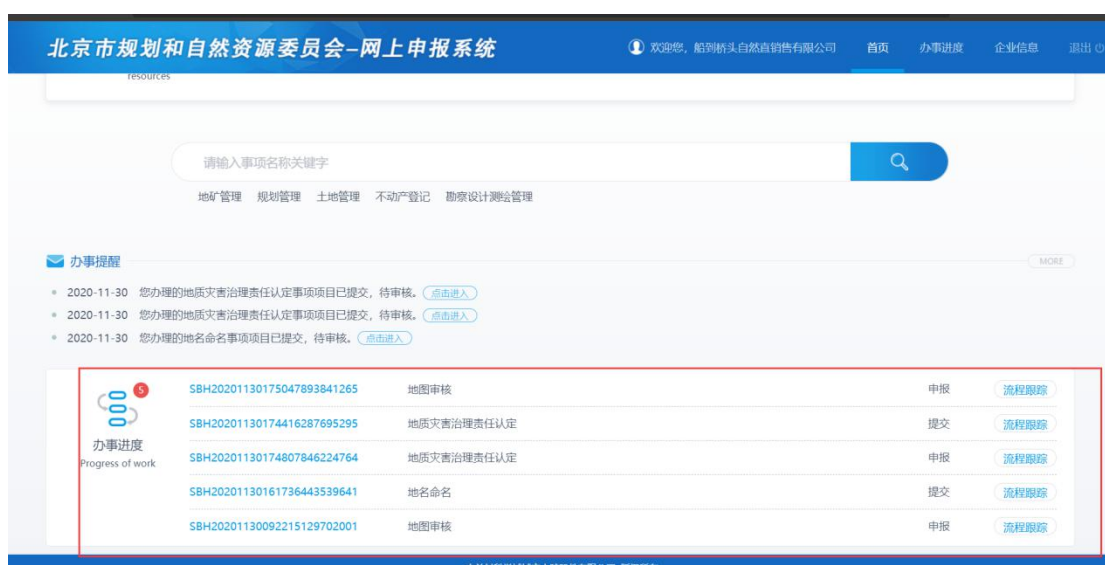 北京市规划和自然资源委员会-网上申报系统
欢迎您，船到桥头自然直销售有限公司 首页 办事进度 企业信息 退出
resources
请输入事项名称关键字
地矿管理 规划管理 土地管理 不动产登记 勘察设计测绘管理
办事提醒 MORE
2020-11-30 您办理的地质灾害治理责任认定事项项目已提交，待审核。 点击进入
2020-11-30 您办理的地质灾害治理责任认定事项项目已提交，待审核。 点击进入
2020-11-30 您办理的地名命名事项项目已提交，待审核。 点击进入
5
办事进度
Progress of work
SBH20201130175047893841265 地图审核 申报 流程跟踪
SBH20201130174416287695295 地质灾害治理责任认定 提交 流程跟踪
SBH20201130174807846224764 地质灾害治理责任认定 申报 流程跟踪
SBH20201130161736443539641 地名命名 提交 流程跟踪
SBH20201130092215129702001 地图审核 申报 流程跟踪